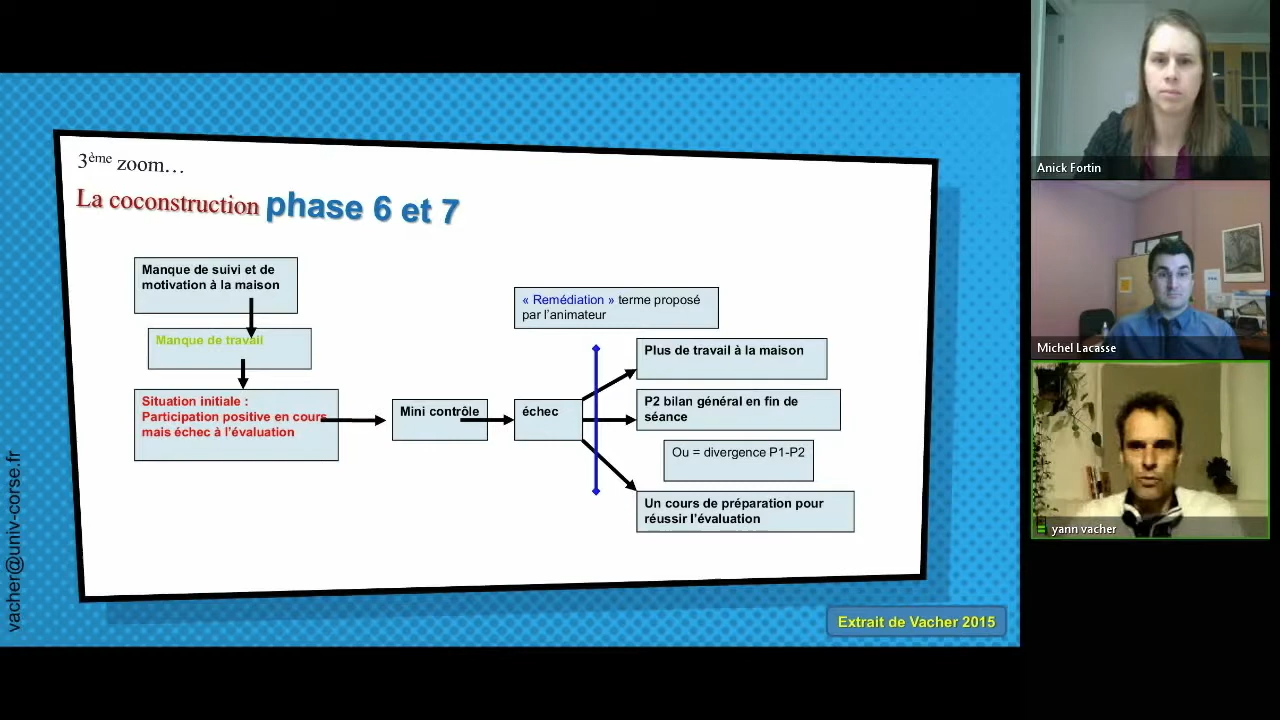 3ème zoom…
La coconstruction phase 6 et 7
Manque de suivi et de
motivation à la maison
Manque de travail
Situation initiale :
Participation positive en cours
mais échec à l'évaluation
Mini contrôle
échec
« Remédiation » terme proposé
par l'animateur
Plus de travail à la maison
P2 bilan général en fin de
séance
Ou = divergence P1-P2
Un cours de préparation pour
réussir l'évaluation
Extrait de Vacher 2015
vacher@univ-corse.fr
Anick Fortin
Michel Lacasse
yann vacher